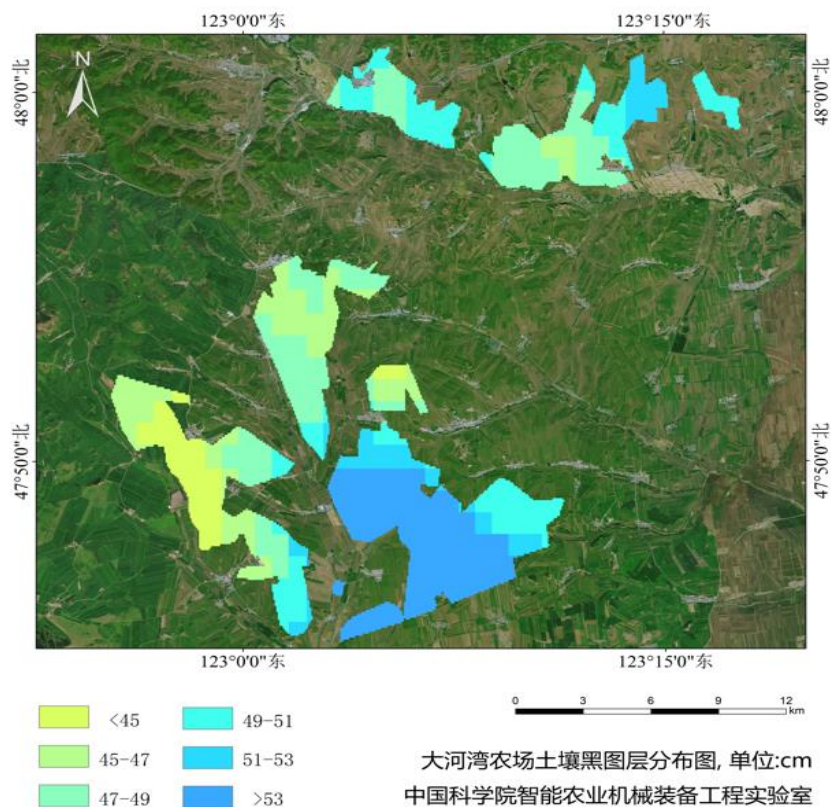 123°0'0"东 123°15'0"东
N
48°0'0"北 48°0'0"北
47°50'0"北 47°50'0"北
123°0'0"东 123°15'0"东
<45 49-51
45-47 51-53
47-49 >53
0 3 6 9 12
km
大河湾农场土壤黑图层分布图, 单位:cm
中国科学院智能农业机械装备工程实验室